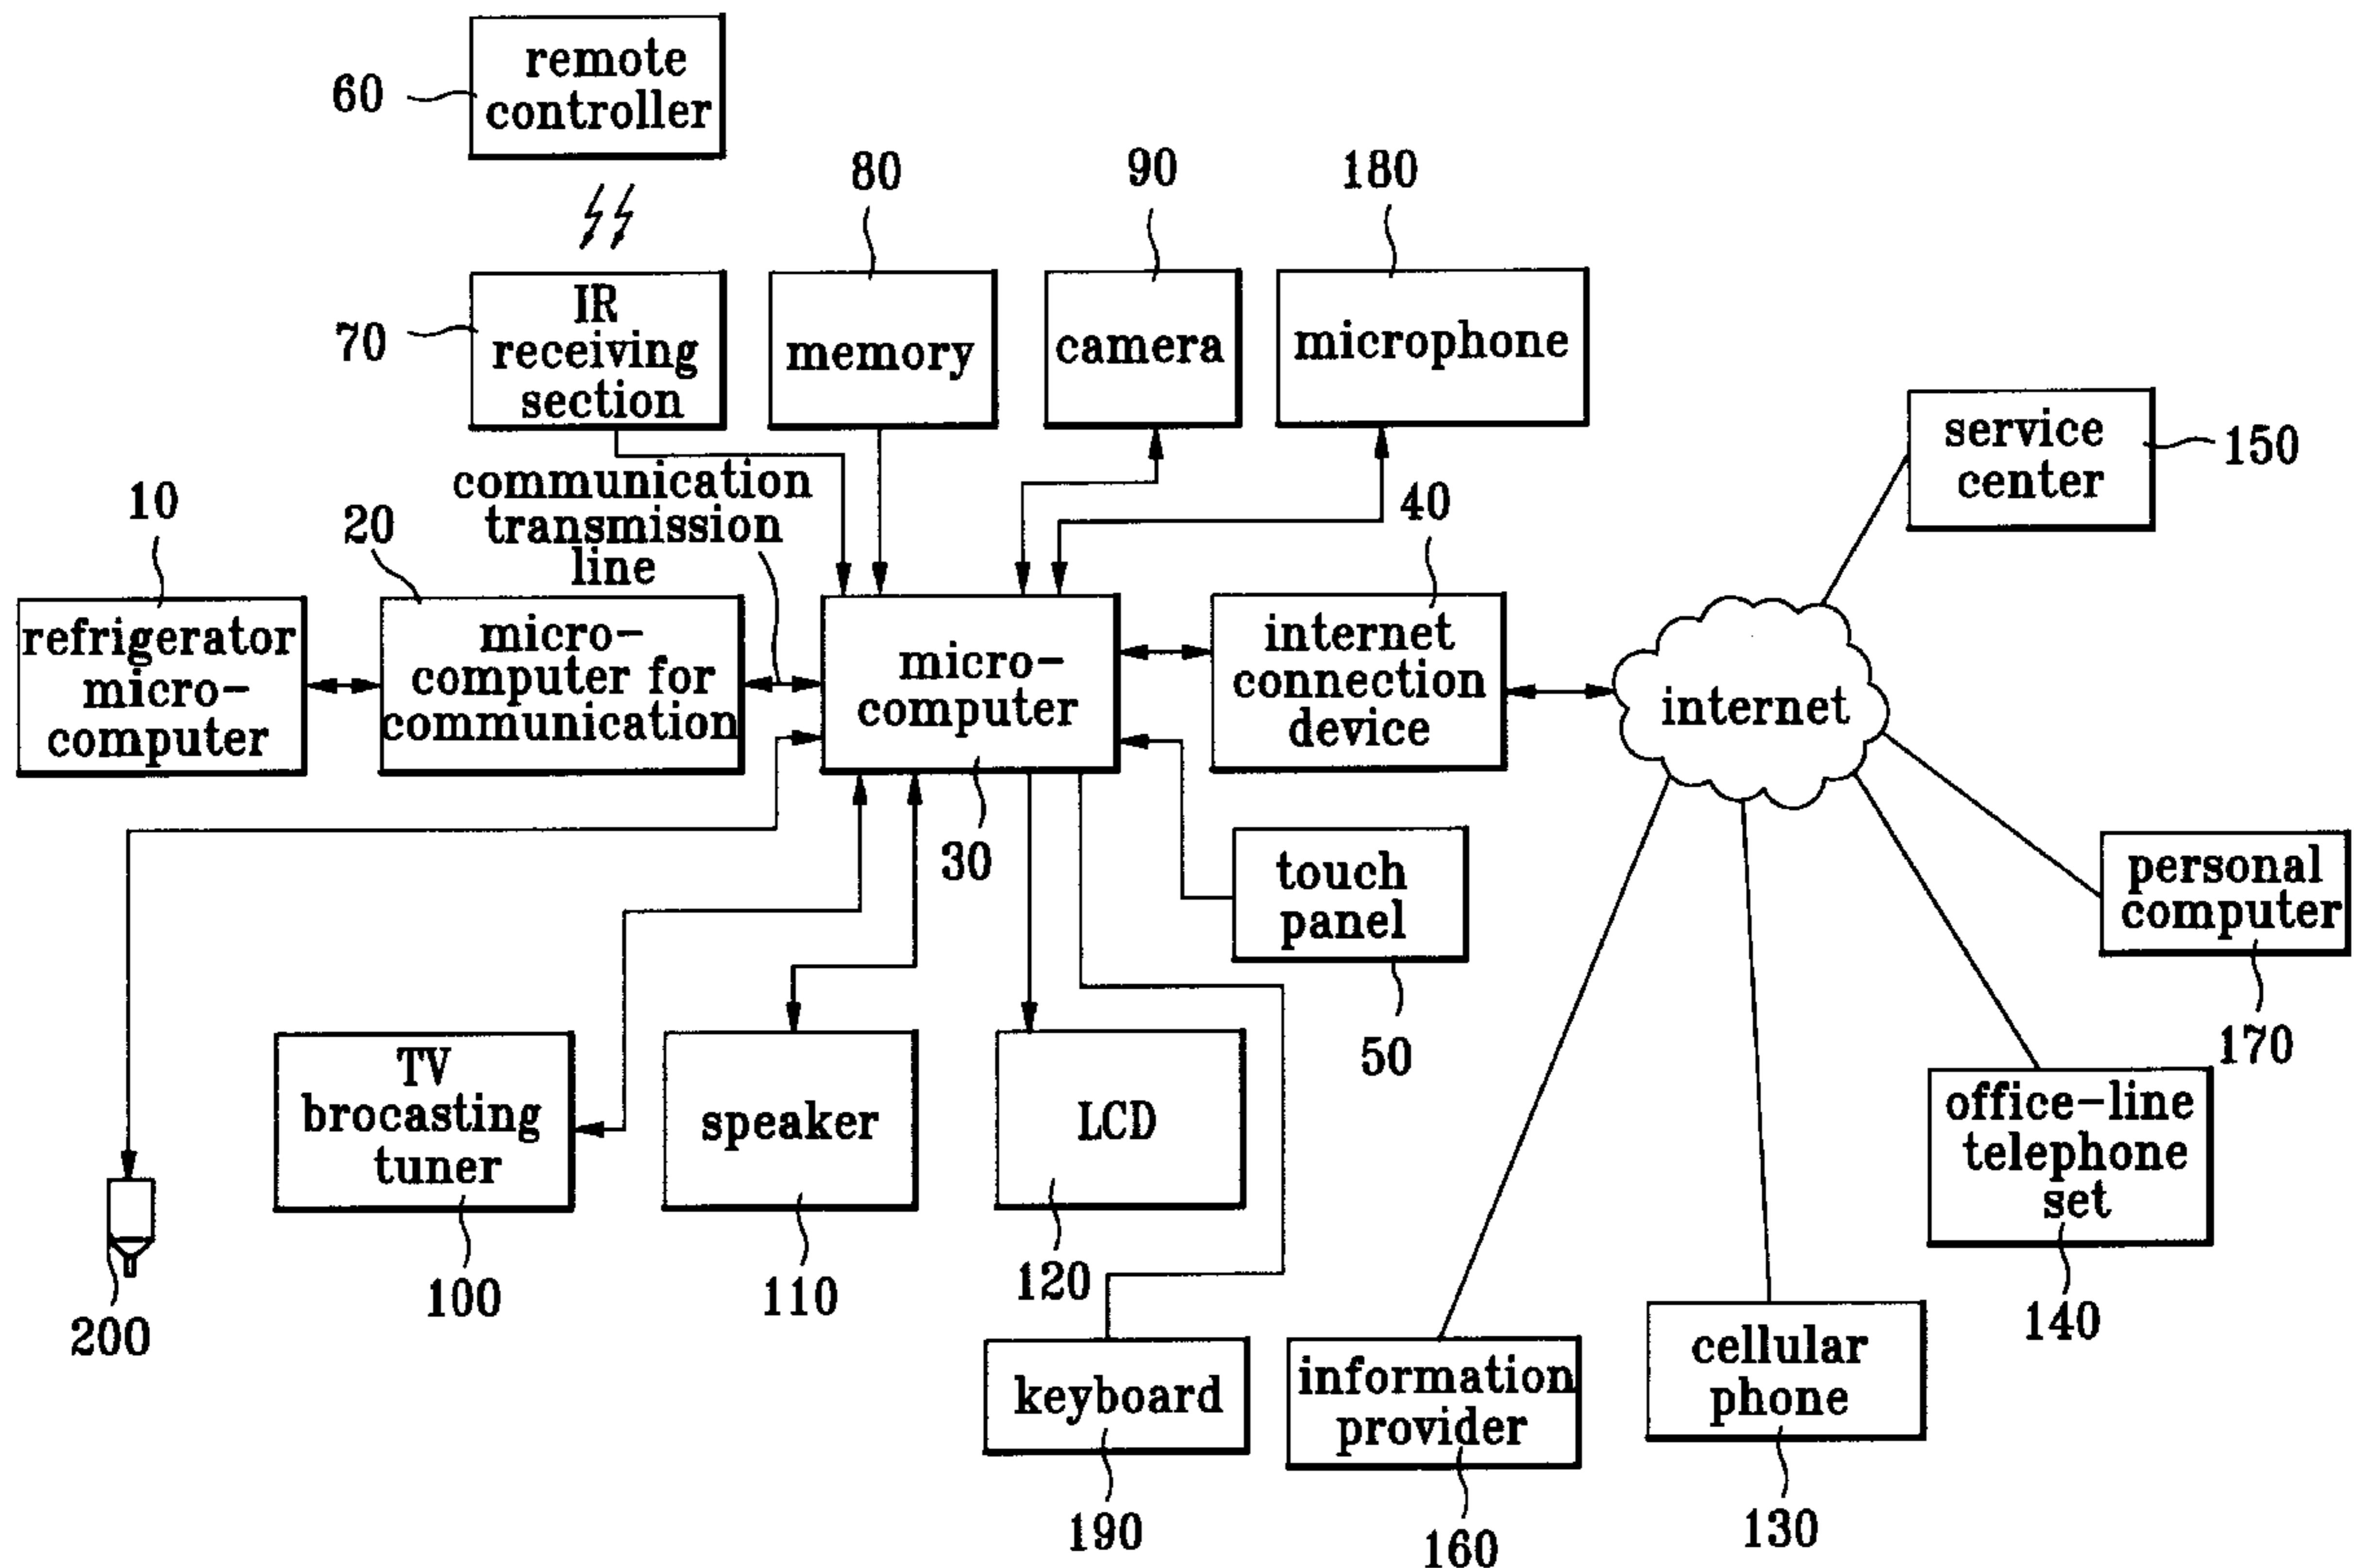 remote
controller
60
80
90
180
IR
receiving
section
70
memory
camera
microphone
service
center
150
communication
transmission
line
10
20
40
refrigerator
micro-
computer
micro-
computer for
communication
micro-
computer
30
internet
connection
device
internet
touch
panel
50
personal
computer
170
TV
brocasting
tuner
100
speaker
110
LCD
120
office-line
telephone
set
140
200
keyboard
190
information
provider
160
cellular
phone
130